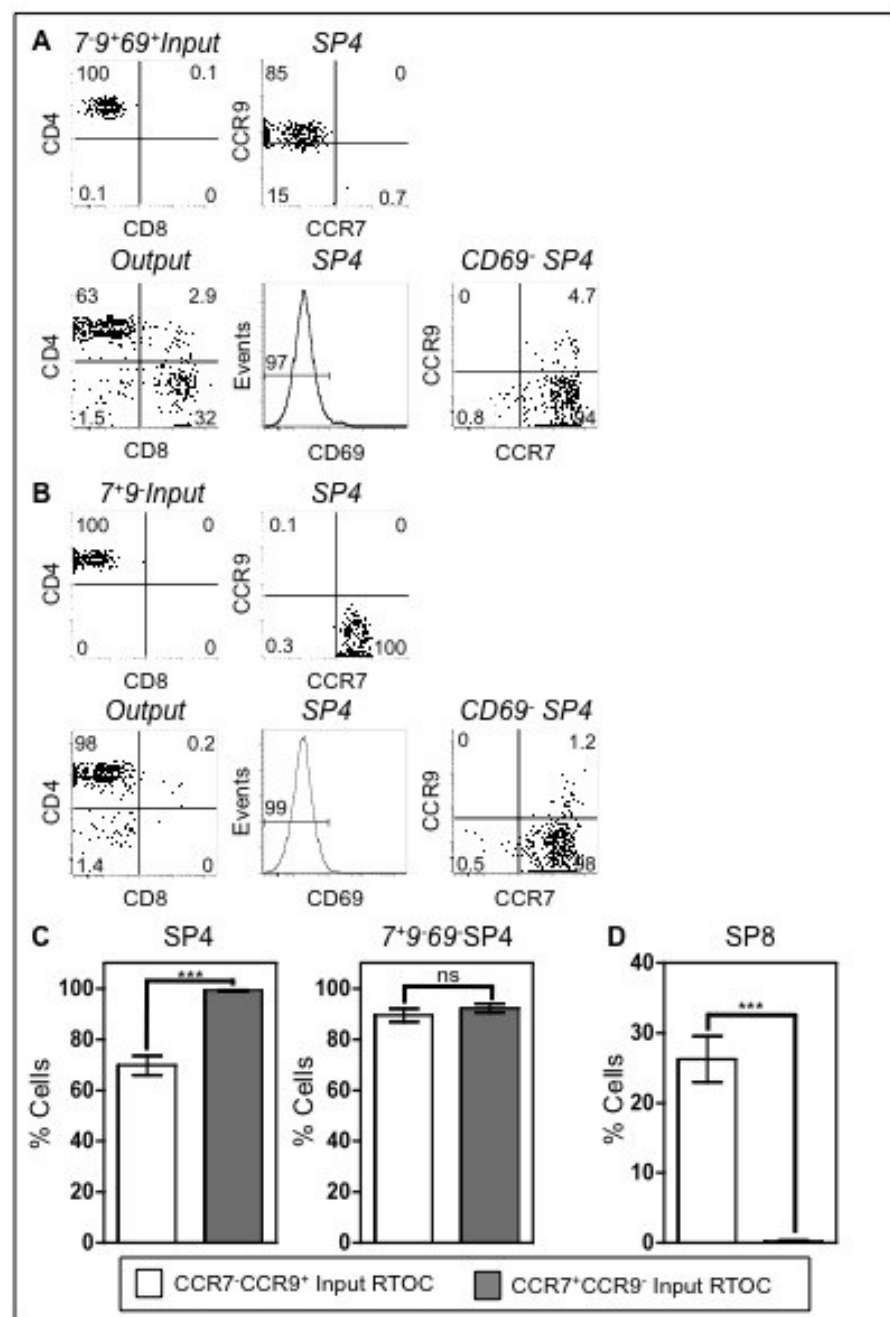 A 7-9+69+Input SP4
100 0.1 85 0
CD4 CCR9
0.1 0 15 0.7
CD8 CCR7
Output SP4 CD69- SP4
63 2.9 0 4.7
CD4 Events 97 CCR9
1.5 32 0.8 94
CD8 CD69 CCR7
B 7+9-Input SP4
100 0 0.1 0
CD4 CCR9
0 0 0.3 100
CD8 CCR7
Output SP4 CD69- SP4
98 0.2 0 1.2
CD4 Events 99 CCR9
1.4 0 0.5 98
CD8 CD69 CCR7
C SP4 7+9-69-SP4 D SP8
% Cells 100 80 60 40 20 0 ***
% Cells 100 80 60 40 20 0 ns
% Cells 40 30 20 10 0 ***
CCR7-CCR9+ Input RTOC CCR7+CCR9- Input RTOC